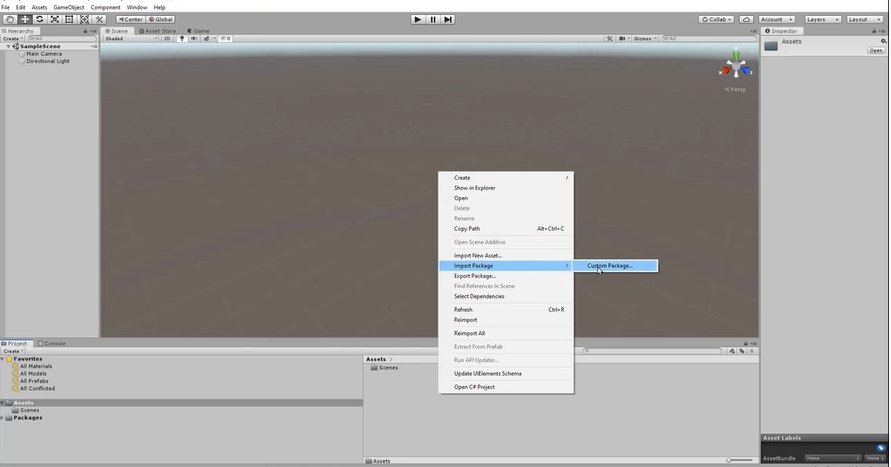 File Edit Assets GameObject Component Window Help
Center Global Collab Account Layers Layout
Hierarchy
Create
SampleScene
Main Camera
Directional Light
Scene Asset Store Game
Shaded 2D Gizmos
Persp
Inspector
Assets
Open
Create
Show in Explorer
Open
Delete
Rename
Copy Path Alt+Ctrl+C
Open Scene Additive
Import New Asset...
Import Package Custom Package...
Export Package...
Find References In Scene
Select Dependencies
Refresh Ctrl+R
Reimport
Reimport All
Extract From Prefab
Run API Updater...
Update UIElements Schema
Open C# Project
Project Console
Create
Favorites
All Materials
All Models
All Prefabs
All Conflicted
Assets
Scenes
Packages
Assets
Scenes
Assets
Asset Labels
AssetBundle None None